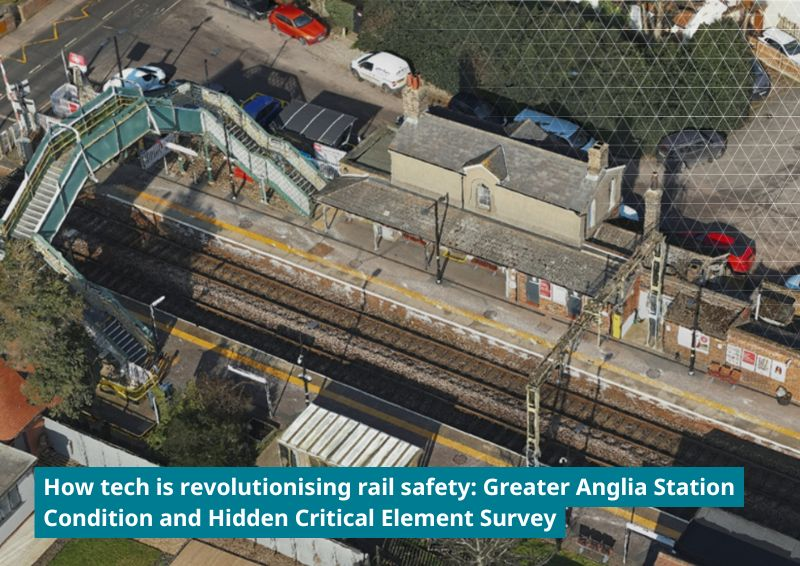 How tech is revolutionising rail safety: Greater Anglia Station
Condition and Hidden Critical Element Survey